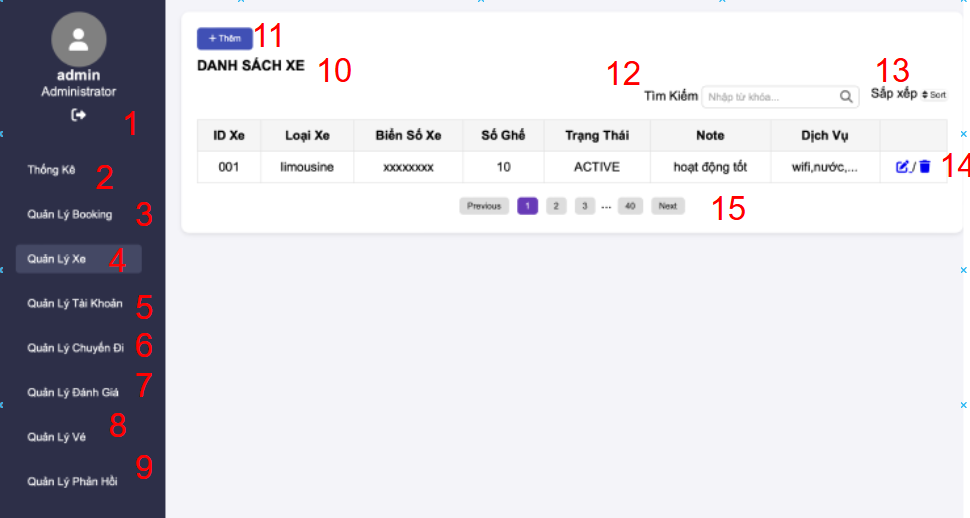 admin
Administrator
1
Thống Kê
2
Quản Lý Booking
3
Quản Lý Xe
4
Quản Lý Tài Khoản
5
Quản Lý Chuyến Đi
6
Quản Lý Đánh Giá
7
Quản Lý Vé
8
Quản Lý Phản Hồi
9
+ Thêm
11
DANH SÁCH XE
10
12
13
Tìm Kiếm Nhập từ khóa... Sắp xếp Sort
ID Xe Loại Xe Biển Số Xe Số Ghế Trạng Thái Note Dịch Vụ
001 limousine xxxxxxxx 10 ACTIVE hoạt động tốt wifi,nước,... /
14
Previous 1 2 3 ... 40 Next
15